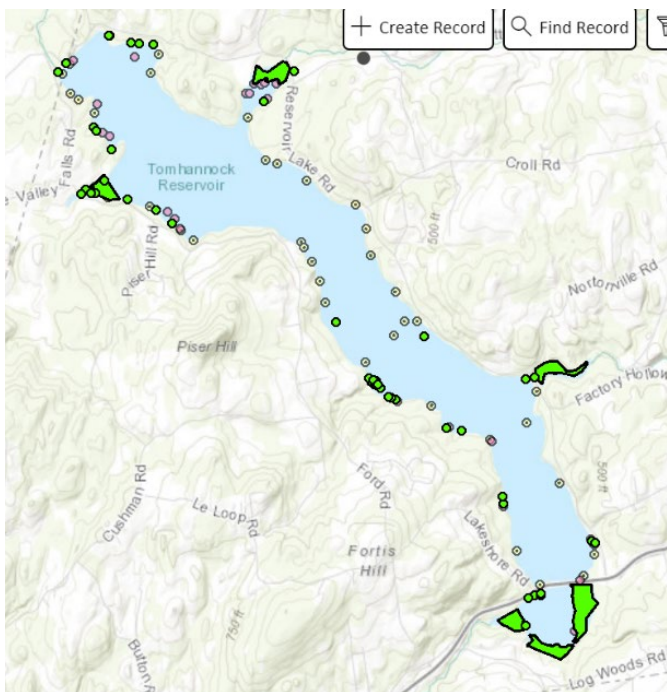 Create Record
Find Record
Reservoir
Lake Rd
Croll Rd
Falls Rd
Valley
Tomhannock
Reservoir
500 ft
Piser Hill Rd
Nortonville Rd
Piser Hill
Factory Hollow
Cushman Rd
Le Loop Rd
Ford Rd
500 ft
Fortis
Hill
Lakeshore Rd
750 ft
Button R
Log Woods Rd